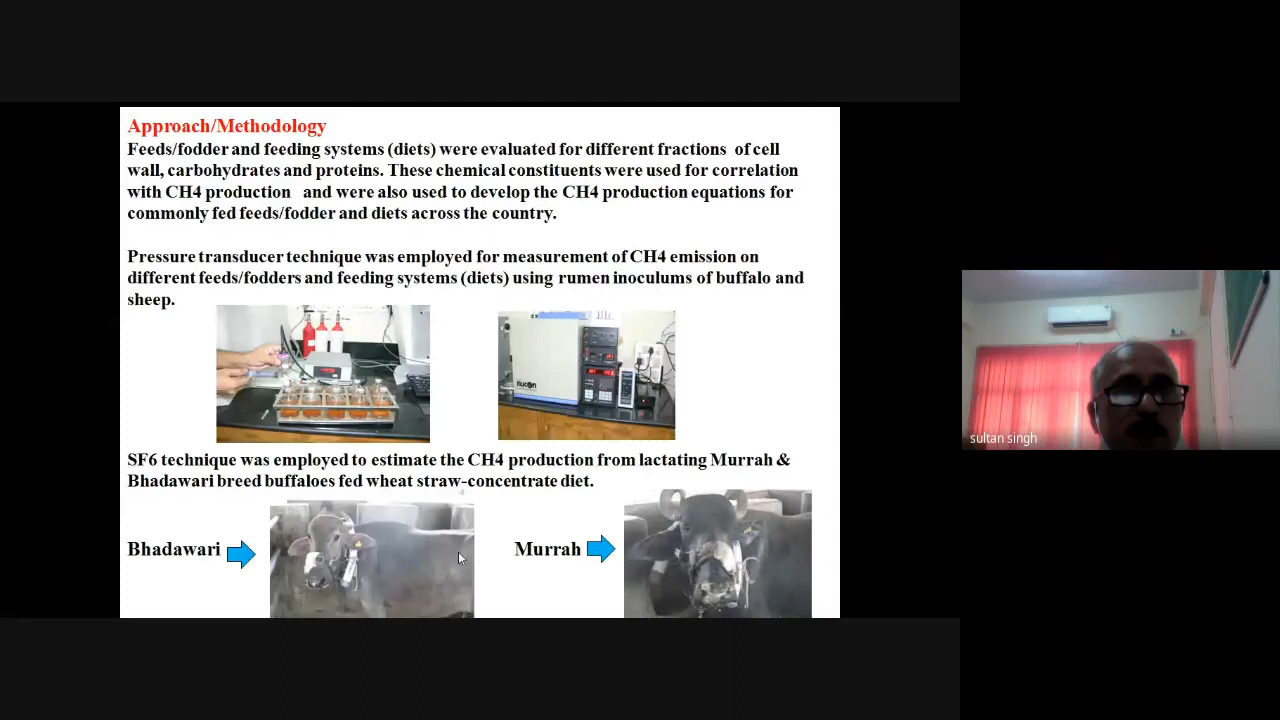 Approach/Methodology
Feeds/fodder and feeding systems (diets) were evaluated for different fractions of cell
wall, carbohydrates and proteins. These chemical constituents were used for correlation
with CH4 production and were also used to develop the CH4 production equations for
commonly fed feeds/fodder and diets across the country.
Pressure transducer technique was employed for measurement of CH4 emission on
different feeds/fodders and feeding systems (diets) using rumen inoculums of buffalo and
sheep.
nucon
SF6 technique was employed to estimate the CH4 production from lactating Murrah &
Bhadawari breed buffaloes fed wheat straw-concentrate diet.
Bhadawari
Murrah
sultan singh